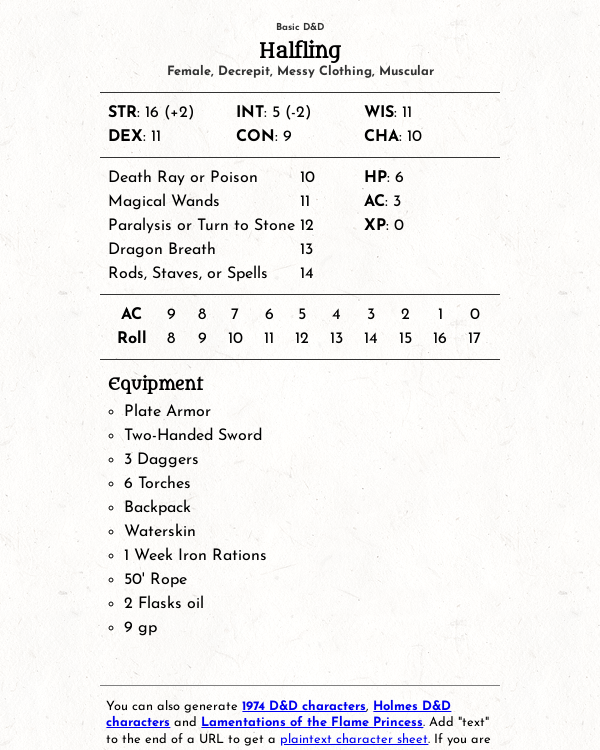 Basic D&D
Halfling
Female, Decrepit, Messy Clothing, Muscular
STR: 16 (+2) INT: 5 (-2) WIS: 11
DEX: 11 CON: 9 CHA: 10
Death Ray or Poison 10 HP: 6
Magical Wands 11 AC: 3
Paralysis or Turn to Stone 12 XP: 0
Dragon Breath 13
Rods, Staves, or Spells 14
AC 9 8 7 6 5 4 3 2 1 0
Roll 8 9 10 11 12 13 14 15 16 17
Equipment
Plate Armor
Two-Handed Sword
3 Daggers
6 Torches
Backpack
Waterskin
1 Week Iron Rations
50' Rope
2 Flasks oil
9 gp
You can also generate 1974 D&D characters, Holmes D&D
characters and Lamentations of the Flame Princess. Add "text"
to the end of a URL to get a plaintext character sheet. If you are